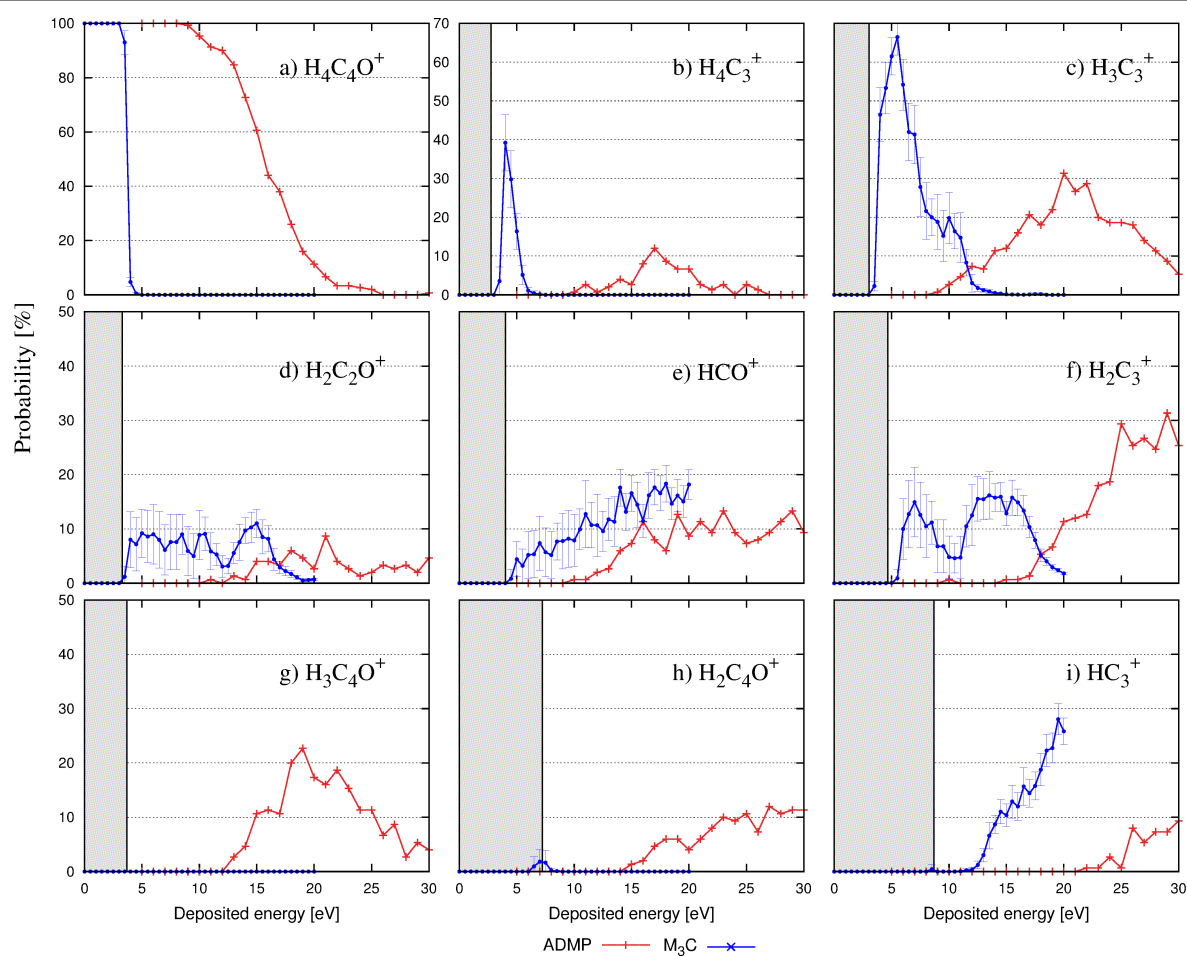 100
80
60
40
20
0
a) H4C4O+
70
60
50
40
30
20
10
0
b) H4C3+
c) H3C3+
Probability [%]
50
40
30
20
10
0
d) H2C2O+
e) HCO+
f) H2C3+
50
40
30
20
10
0
g) H3C4O+
h) H2C4O+
i) HC3+
0 5 10 15 20 25 30
0 5 10 15 20 25 30
0 5 10 15 20 25 30
Deposited energy [eV]
Deposited energy [eV]
Deposited energy [eV]
ADMP
M3C